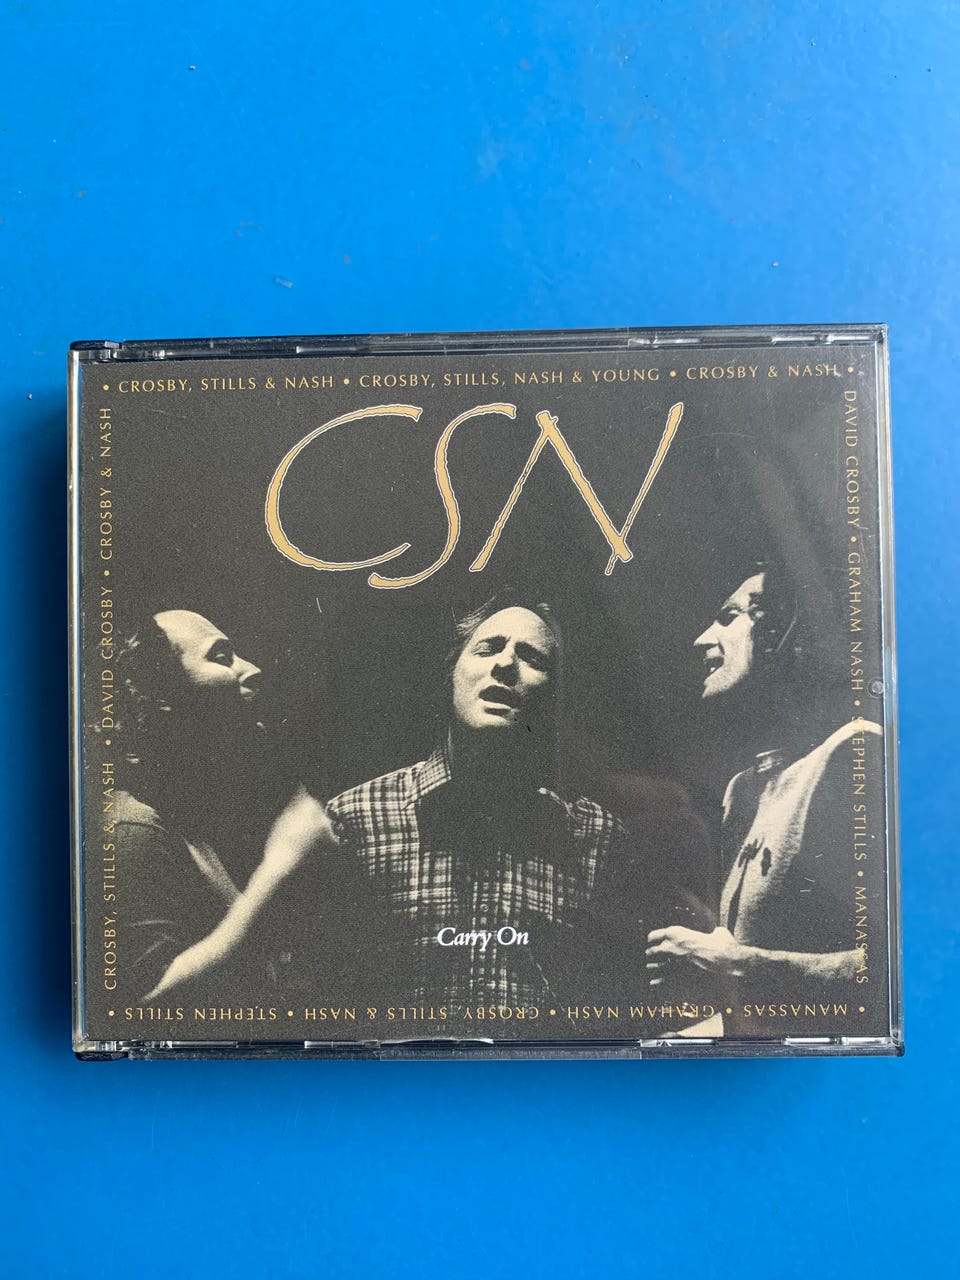 • CROSBY, STILLS & NASH • CROSBY, STILLS, NASH & YOUNG • CROSBY & NASH •
CSN
DAVID CROSBY • GRAHAM NASH • STEPHEN STILLS • MANASSAS
Carry On
• MANASSAS • GRAHAM NASH • CROSBY, STILLS & NASH • STEPHEN STILLS •
CROSBY, STILLS & NASH • DAVID CROSBY • CROSBY & NASH